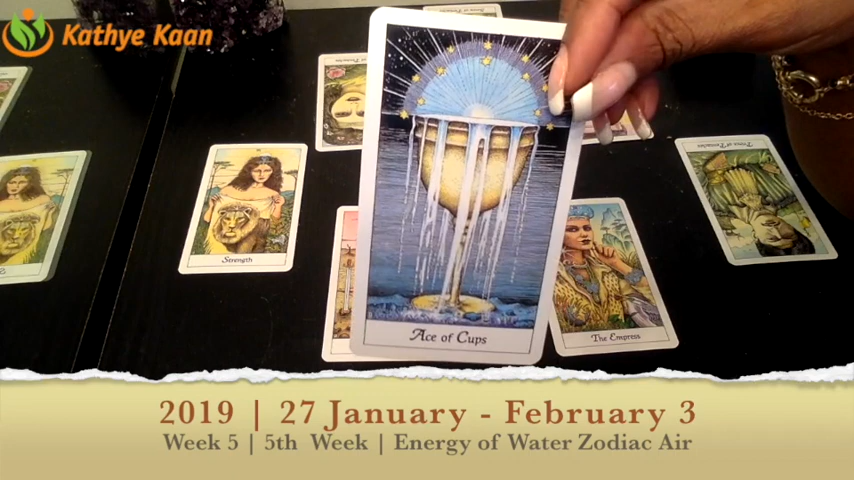 Kathye Kaan
Strength
Ace of Cups
The Empress
2019 | 27 January - February 3
Week 5 | 5th Week | Energy of Water Zodiac Air